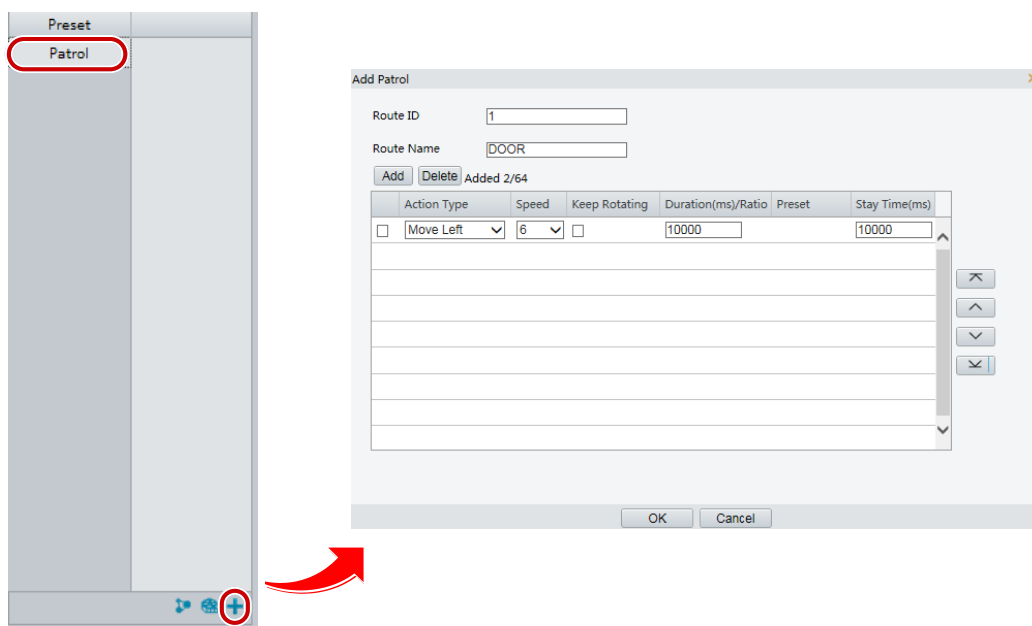 Preset
Patrol
Add Patrol
Route ID 1
Route Name DOOR
Add Delete Added 2/64
Action Type Speed Keep Rotating Duration(ms)/Ratio Preset Stay Time(ms)
Move Left 6 10000 10000
OK Cancel